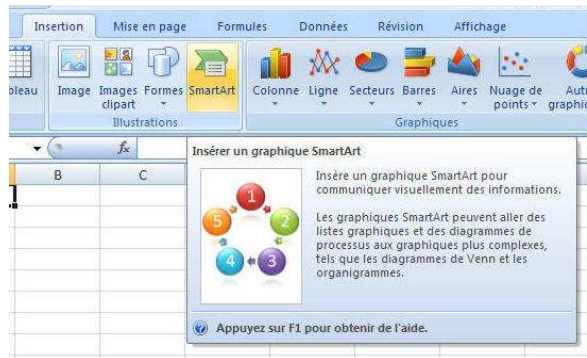 Insertion Mise en page Formules Données Révision Affichage
Image Images clipart Formes SmartArt Colonne Ligne Secteurs Barres Aires Nuage de points
Illustrations Graphiques
fx
B C
Insérer un graphique SmartArt
1
2
3
4
5
Insère un graphique SmartArt pour
communiquer visuellement des informations.
Les graphiques SmartArt peuvent aller des
listes graphiques et des diagrammes de
processus aux graphiques plus complexes,
tels que les diagrammes de Venn et les
organigrammes.
Appuyez sur F1 pour obtenir de l'aide.